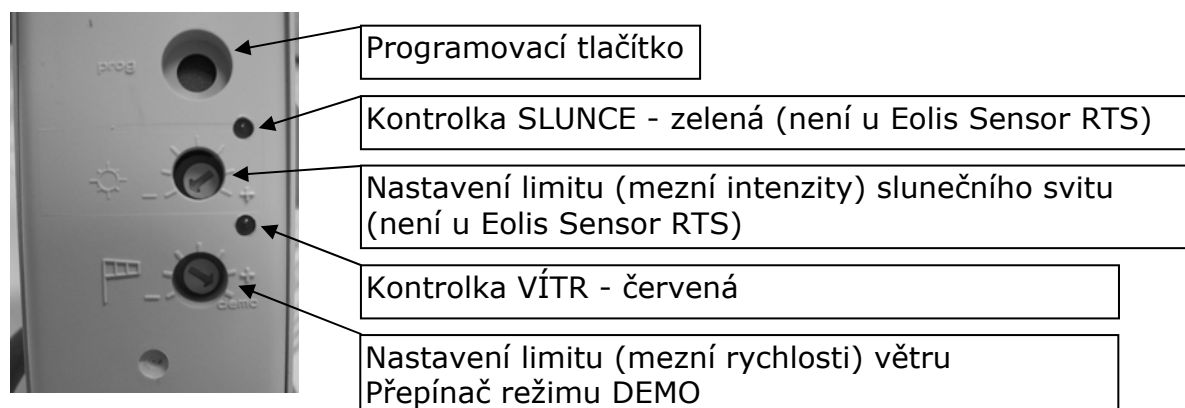 prog
Programovací tlačítko
Kontrolka SLUNCE - zelená (není u Eolis Sensor RTS)
Nastavení limitu (mezní intenzity) slunečního svitu
(není u Eolis Sensor RTS)
Kontrolka VÍTR - červená
- +
- +
demo
Nastavení limitu (mezní rychlosti) větru
Přepínač režimu DEMO